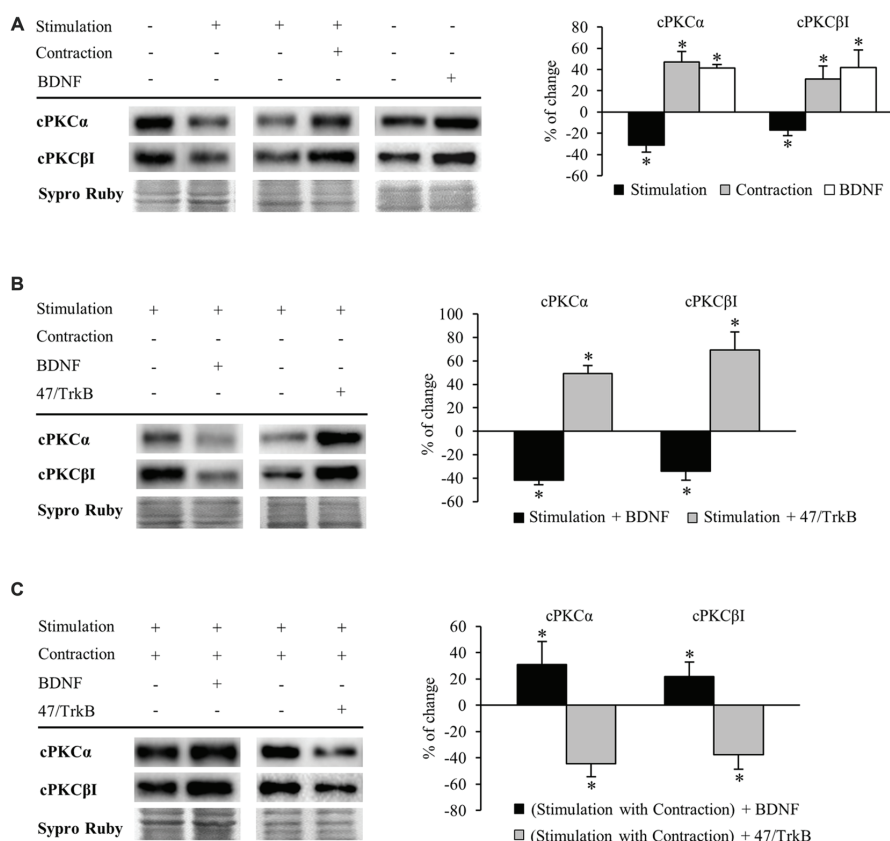 A
Stimulation - + + + - -
Contraction - - - + - -
BDNF - - - - - +
cPKCα
cPKCβI
Sypro Ruby
cPKCα cPKCβI
% of change
80
60
40
20
0
-20
-40
-60
* * * * * *
Stimulation Contraction BDNF
B
Stimulation + + + +
Contraction - - - -
BDNF - + - -
47/TrkB - - - +
cPKCα
cPKCβI
Sypro Ruby
cPKCα cPKCβI
% of change
100
80
60
40
20
0
-20
-40
-60
* * * *
Stimulation + BDNF Stimulation + 47/TrkB
C
Stimulation + + + +
Contraction + + + +
BDNF - + - -
47/TrkB - - - +
cPKCα
cPKCβI
Sypro Ruby
cPKCα cPKCβI
% of change
60
40
20
0
-20
-40
-60
-80
* * * *
(Stimulation with Contraction) + BDNF
(Stimulation with Contraction) + 47/TrkB